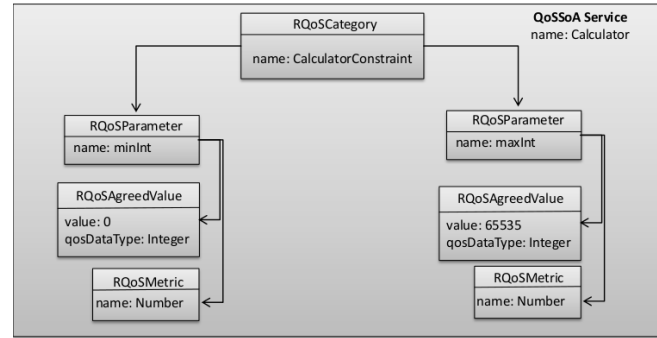 RQoSCategory
name: CalculatorConstraint
QoSSoA Service
name: Calculator
RQoSParameter
name: minInt
RQoSAgreedValue
value: 0
qosDataType: Integer
RQoSMetric
name: Number
RQoSParameter
name: maxInt
RQoSAgreedValue
value: 65535
qosDataType: Integer
RQoSMetric
name: Number